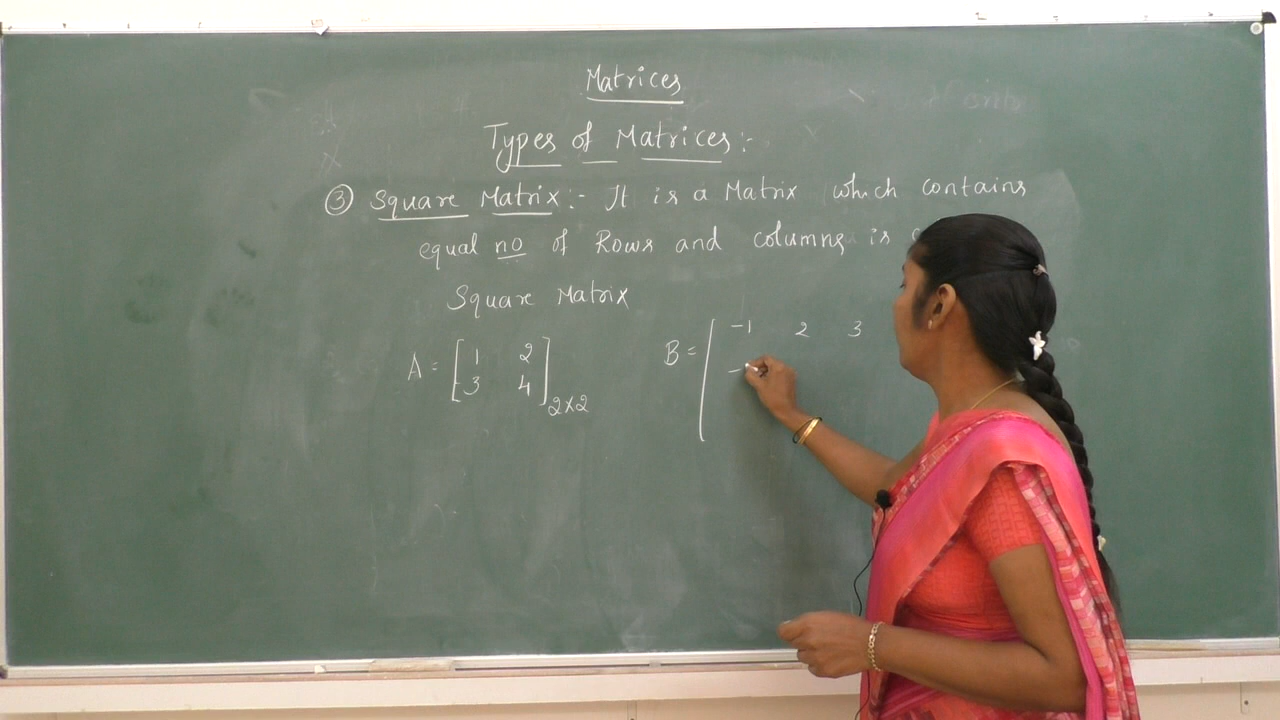 Matrices
Types of Matrices:-
③ Square Matrix:- It is a Matrix which contains
equal no of Rows and columns is
Square Matrix
A = [ 1 2
3 4 ] 2x2
B = [ -1 2 3
-